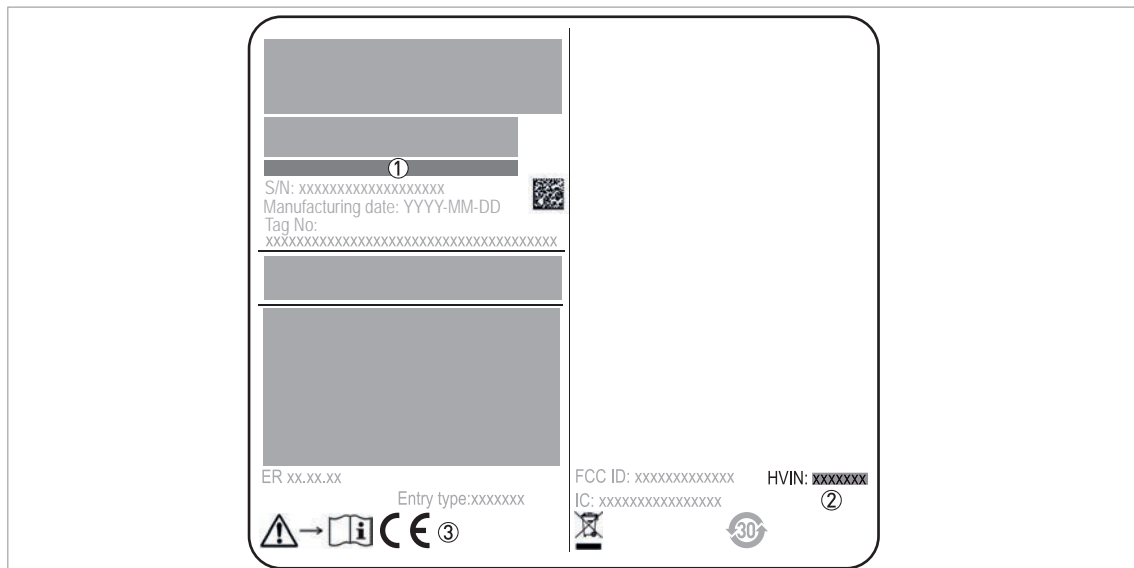 ①
S/N: xxxxxxxxxxxxxxxxxxx
Manufacturing date: YYYY-MM-DD
Tag No:
xxxxxxxxxxxxxxxxxxxxxxxxxxxxxxxxxxxxxx
ER xx.xx.xx
Entry type:xxxxxxx
i CE ③
FCC ID: xxxxxxxxxxxxx
HVIN: xxxxxxx
IC: xxxxxxxxxxxxxxxx
②
30